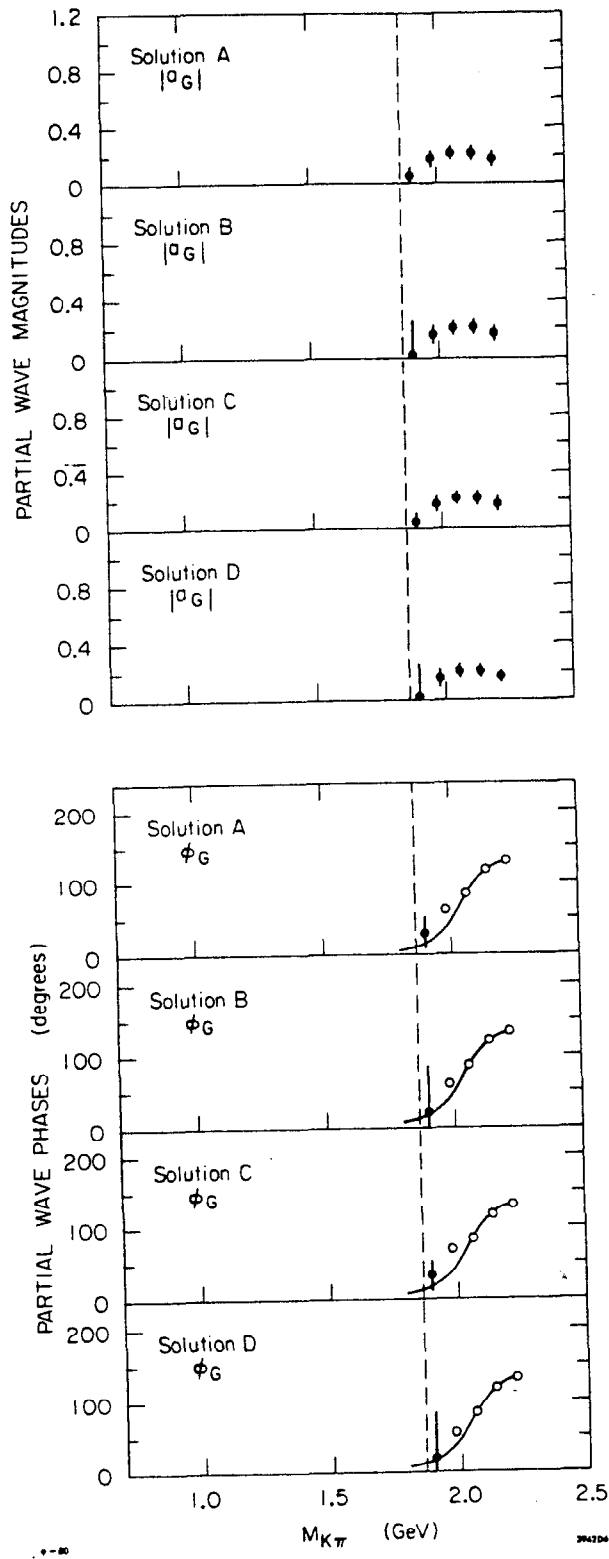 1.2
Solution A
|aG|
0.8
0.4
0
Solution B
|aG|
0.8
0.4
0
Solution C
|aG|
0.8
0.4
0
Solution D
|aG|
0.8
0.4
0
PARTIAL WAVE MAGNITUDES
200
Solution A
ϕG
100
0
200
Solution B
ϕG
100
0
200
Solution C
ϕG
100
0
200
Solution D
ϕG
100
0
PARTIAL WAVE PHASES (degrees)
1.0 1.5 2.0 2.5
MKπ (GeV)
9-80